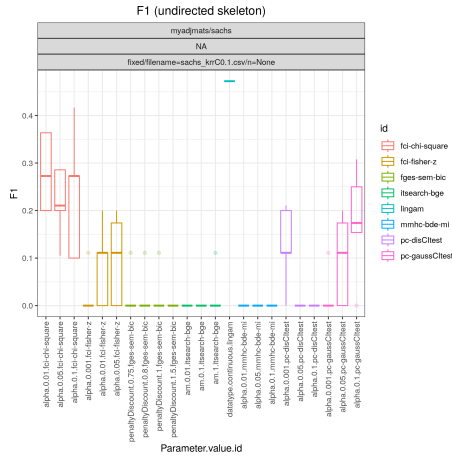 F1 (undirected skeleton)
myadjmats/sachs
NA
fixed/filename=sachs_krrC0.1.csv/n=None
F1
0.4
0.3
0.2
0.1
0.0
alpha.0.01.fci-chi-square
alpha.0.05.fci-chi-square
alpha.0.1.fci-chi-square
alpha.0.001.fci-fisher-z
alpha.0.01.fci-fisher-z
alpha.0.05.fci-fisher-z
penaltyDiscount.0.75.fges-sem-bic
penaltyDiscount.0.8.fges-sem-bic
penaltyDiscount.1.fges-sem-bic
penaltyDiscount.1.5.fges-sem-bic
am.0.01.itsearch-bge
am.0.1.itsearch-bge
am.1.itsearch-bge
datatype.continuous.lingam
alpha.0.01.mmhc-bde-mi
alpha.0.05.mmhc-bde-mi
alpha.0.1.mmhc-bde-mi
alpha.0.001.pc-disCItest
alpha.0.05.pc-disCItest
alpha.0.1.pc-disCItest
alpha.0.001.pc-gaussCItest
alpha.0.05.pc-gaussCItest
alpha.0.1.pc-gaussCItest
Parameter.value.id
id
fci-chi-square
fci-fisher-z
fges-sem-bic
itsearch-bge
lingam
mmhc-bde-mi
pc-disCItest
pc-gaussCItest